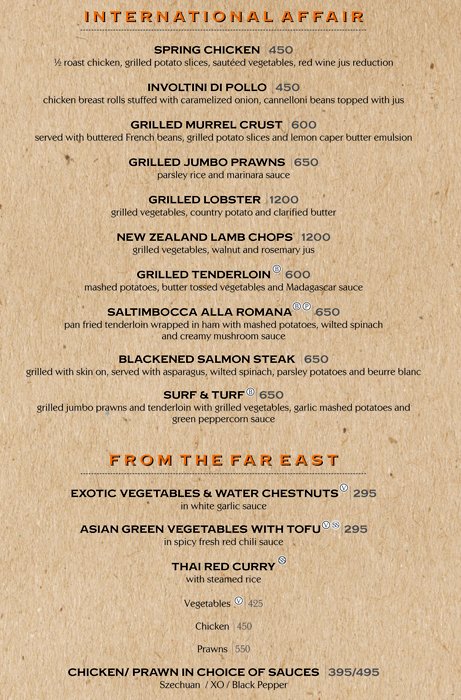 INTERNATIONAL AFFAIR
SPRING CHICKEN 450
½ roast chicken, grilled potato slices, sautéed vegetables, red wine jus reduction
INVOLTINI DI POLLO 450
chicken breast rolls stuffed with caramelized onion, cannelloni beans topped with jus
GRILLED MURREL CRUST 600
served with buttered French beans, grilled potato slices and lemon caper butter emulsion
GRILLED JUMBO PRAWNS 650
parsley rice and marinara sauce
GRILLED LOBSTER 1200
grilled vegetables, country potato and clarified butter
NEW ZEALAND LAMB CHOPS 1200
grilled vegetables, walnut and rosemary jus
GRILLED TENDERLOIN B 600
mashed potatoes, butter tossed vegetables and Madagascar sauce
SALTIMBOCCA ALLA ROMANA B P 650
pan fried tenderloin wrapped in ham with mashed potatoes, wilted spinach
and creamy mushroom sauce
BLACKENED SALMON STEAK 650
grilled with skin on, served with asparagus, wilted spinach, parsley potatoes and beurre blanc
SURF & TURF B 650
grilled jumbo prawns and tenderloin with grilled vegetables, garlic mashed potatoes and
green peppercorn sauce
FROM THE FAR EAST
EXOTIC VEGETABLES & WATER CHESTNUTS V 295
in white garlic sauce
ASIAN GREEN VEGETABLES WITH TOFU V SS 295
in spicy fresh red chili sauce
THAI RED CURRY S
with steamed rice
Vegetables V 425
Chicken 450
Prawns 550
CHICKEN/ PRAWN IN CHOICE OF SAUCES 395/495
Szechuan / XO / Black Pepper